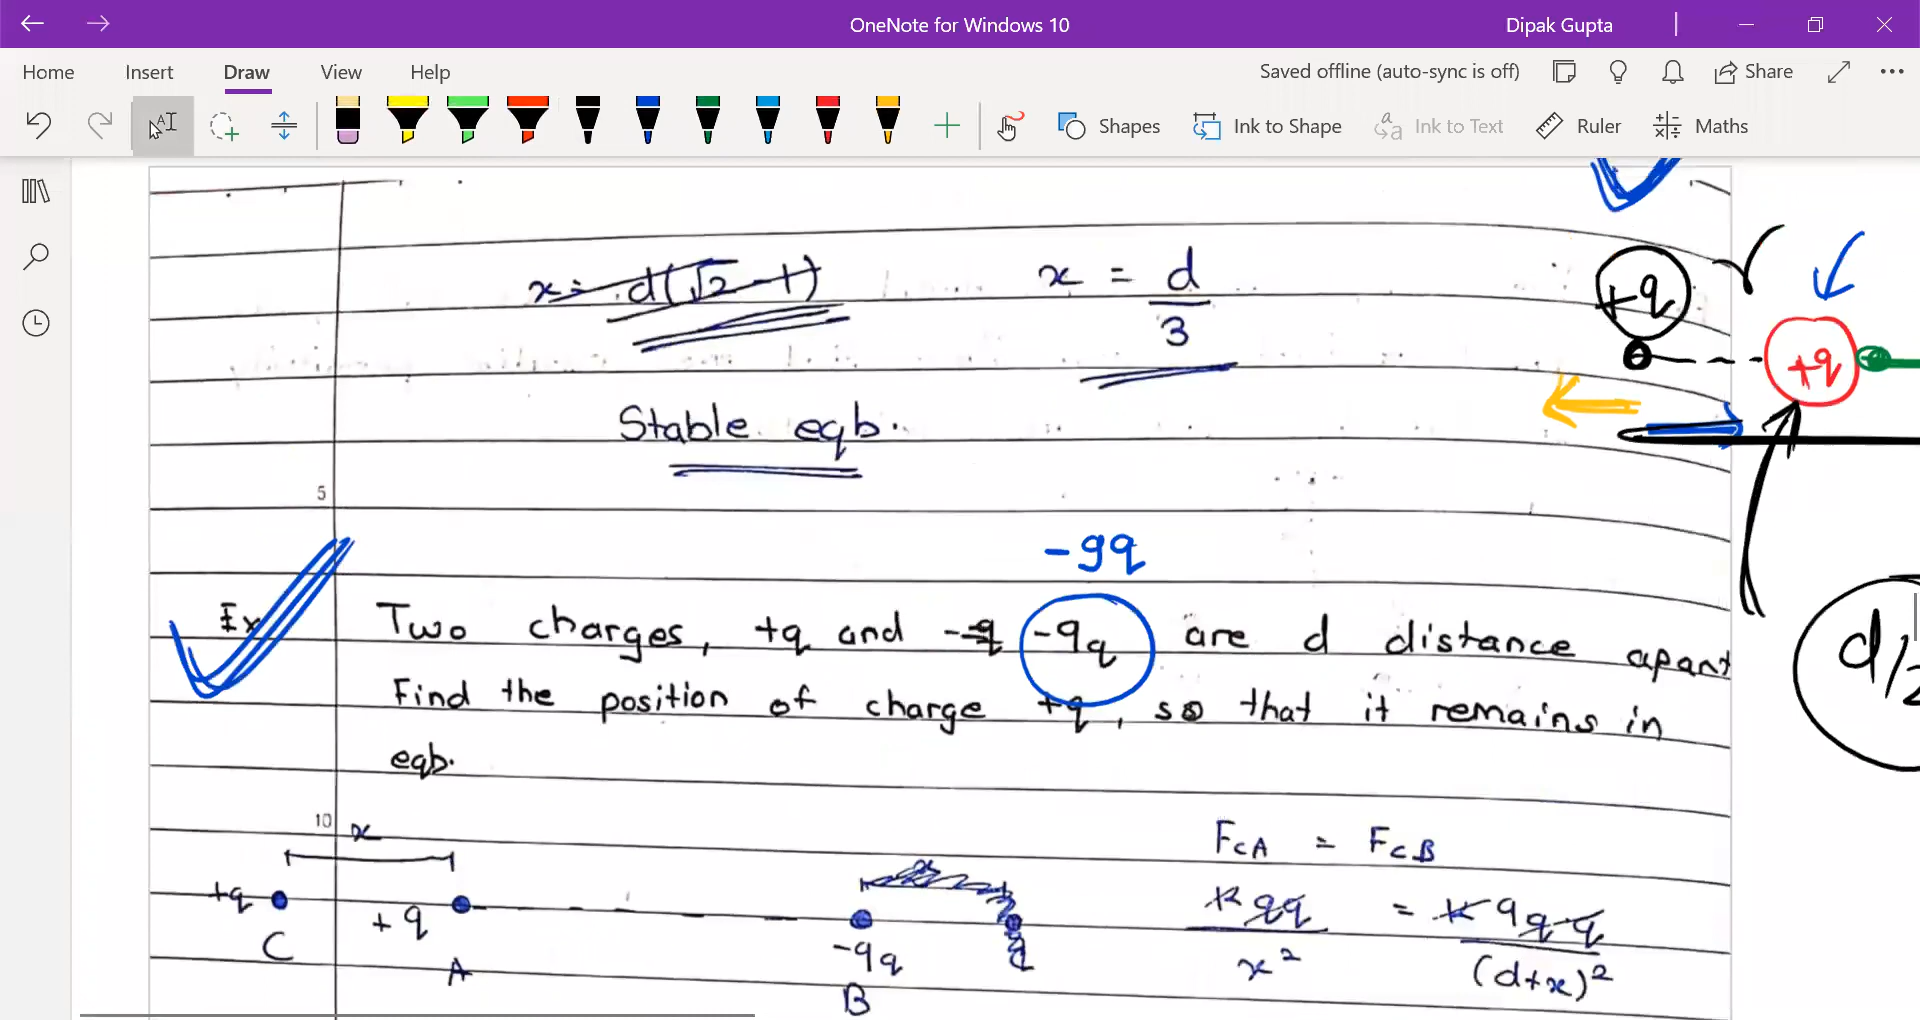 OneNote for Windows 10
Dipak Gupta
Home Insert Draw View Help
Saved offline (auto-sync is off) Share
Shapes Ink to Shape Ink to Text Ruler Maths
x = d(√2-1) x = d/3
+q
+q
Stable eqb.
5
-9q
Ex Two charges, +q and -q -9q are d distance apart
Find the position of charge +q, so that it remains in
eqb.
d/2
10 x
F_CA = F_CB
+q +q -9q q
C A B
kqq/x² = k9q q/(d+x)²